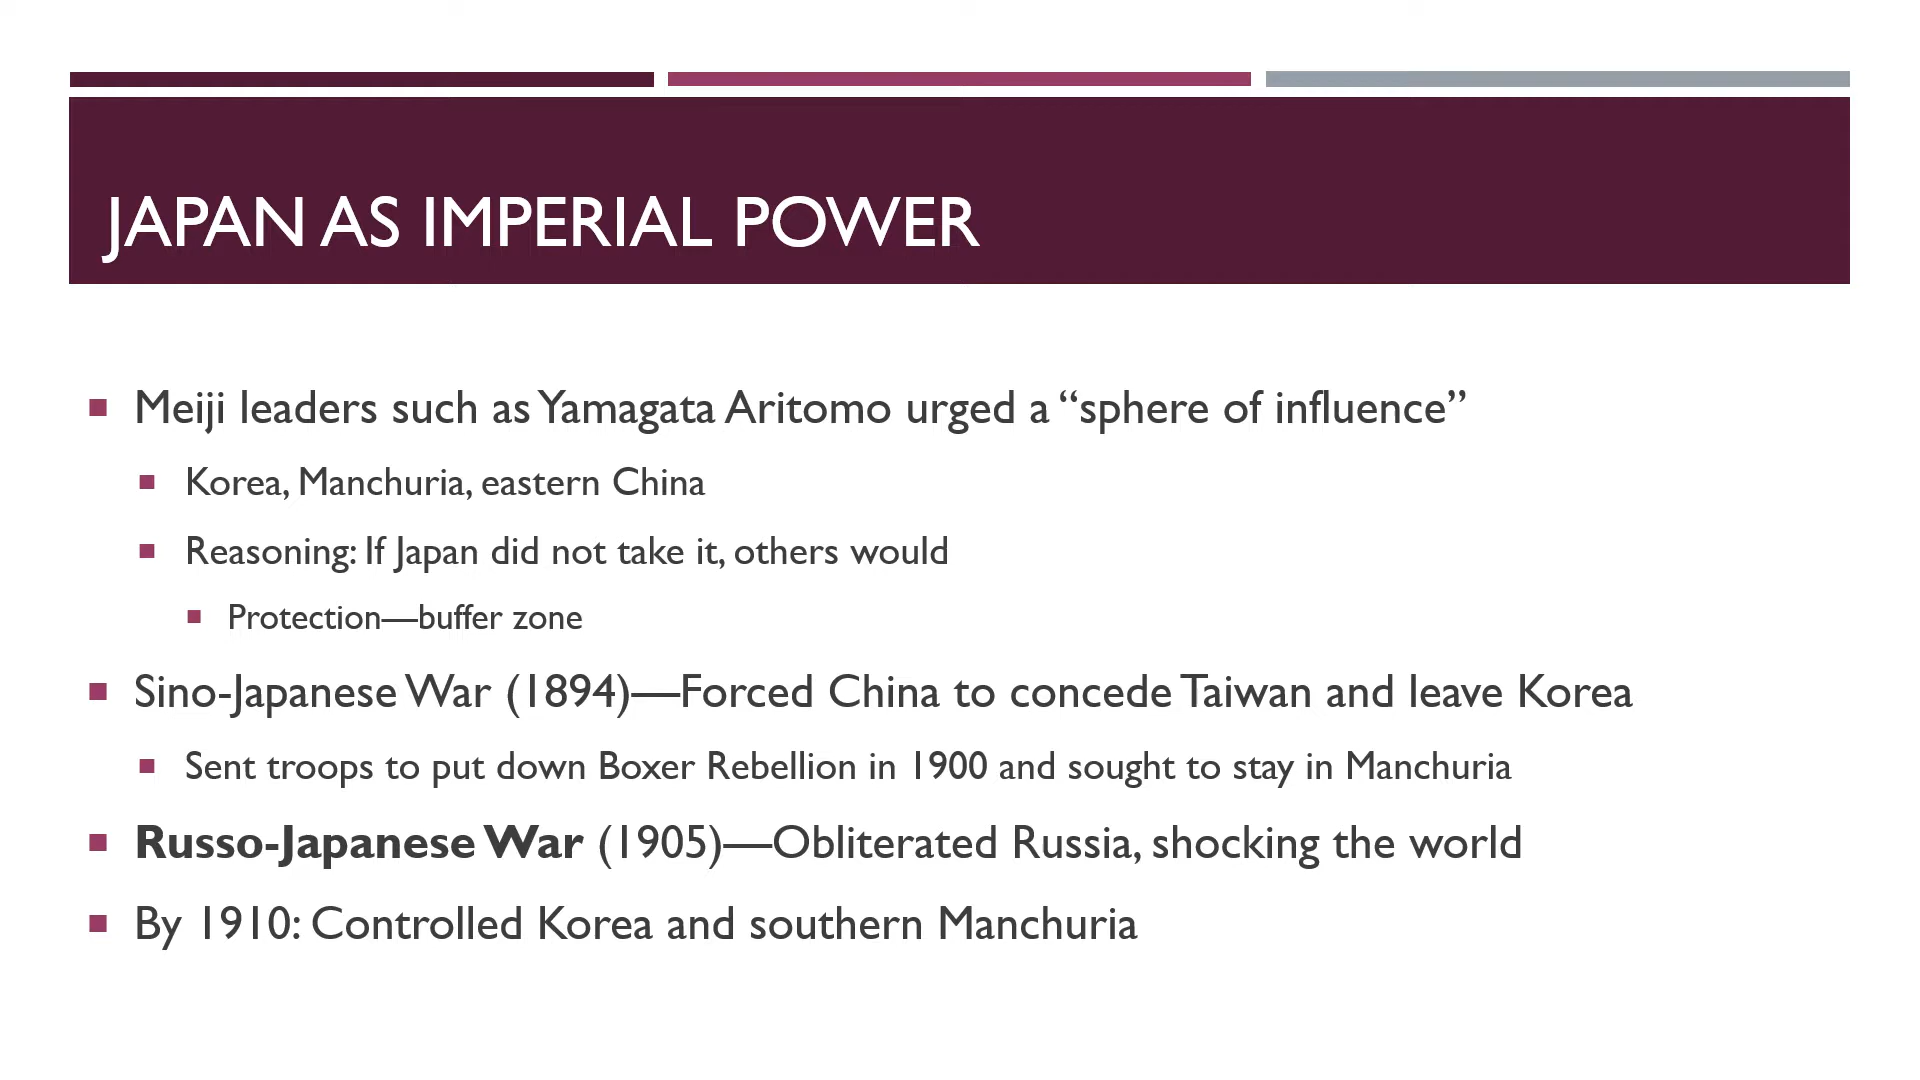 JAPAN AS IMPERIAL POWER
Meiji leaders such as Yamagata Aritomo urged a “sphere of influence”
Korea, Manchuria, eastern China
Reasoning: If Japan did not take it, others would
Protection—buffer zone
Sino-Japanese War (1894)—Forced China to concede Taiwan and leave Korea
Sent troops to put down Boxer Rebellion in 1900 and sought to stay in Manchuria
Russo-Japanese War (1905)—Obliterated Russia, shocking the world
By 1910: Controlled Korea and southern Manchuria